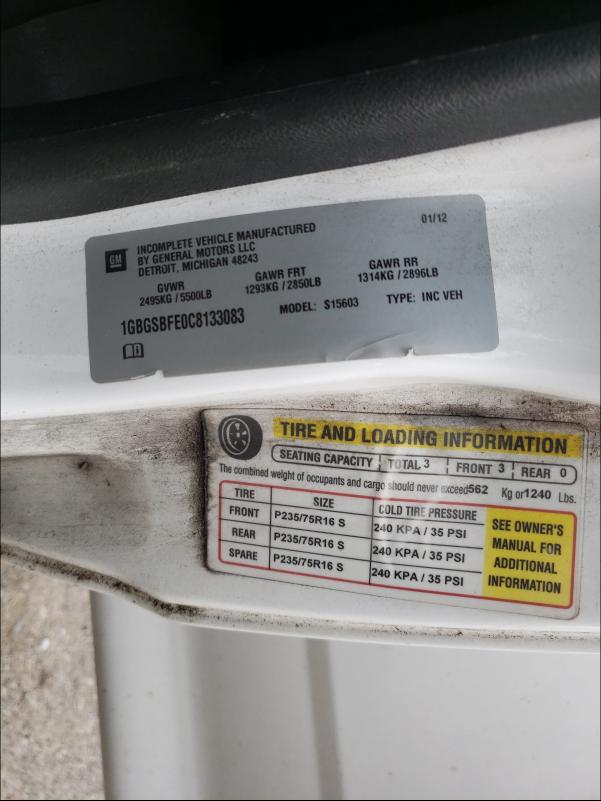 01/12
GM
INCOMPLETE VEHICLE MANUFACTURED
BY GENERAL MOTORS LLC
DETROIT, MICHIGAN 48243
GVWR GAWR FRT GAWR RR
2495KG / 5500LB 1293KG / 2850LB 1314KG / 2896LB
1GBGSBFE0C8133083 MODEL: S15603 TYPE: INC VEH
TIRE AND LOADING INFORMATION
SEATING CAPACITY TOTAL 3 FRONT 3 REAR 0
The combined weight of occupants and cargo should never exceed562 Kg or1240 Lbs.
TIRE SIZE COLD TIRE PRESSURE
FRONT P235/75R16 S 240 KPA / 35 PSI
REAR P235/75R16 S 240 KPA / 35 PSI
SPARE P235/75R16 S 240 KPA / 35 PSI
SEE OWNER'S
MANUAL FOR
ADDITIONAL
INFORMATION